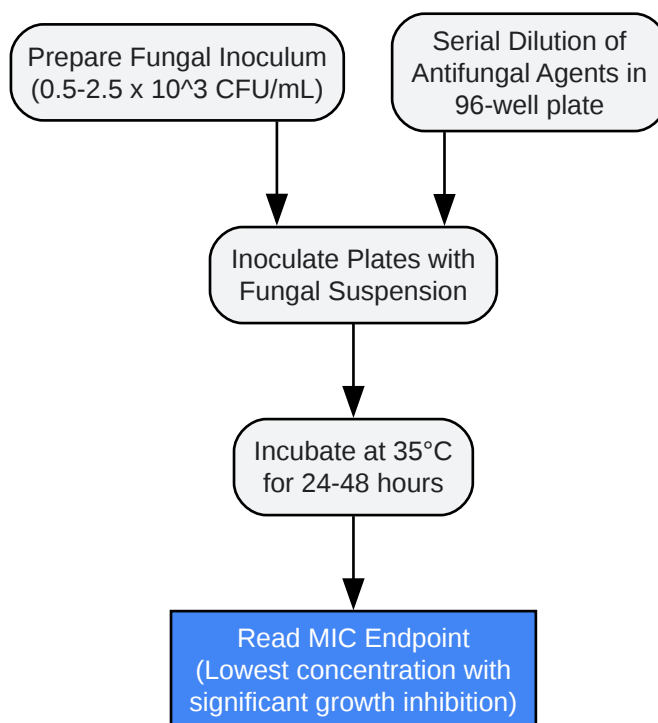 Prepare Fungal Inoculum
(0.5-2.5 x 10^3 CFU/mL)
Serial Dilution of
Antifungal Agents in
96-well plate
Inoculate Plates with
Fungal Suspension
Incubate at 35°C
for 24-48 hours
Read MIC Endpoint
(Lowest concentration with
significant growth inhibition)